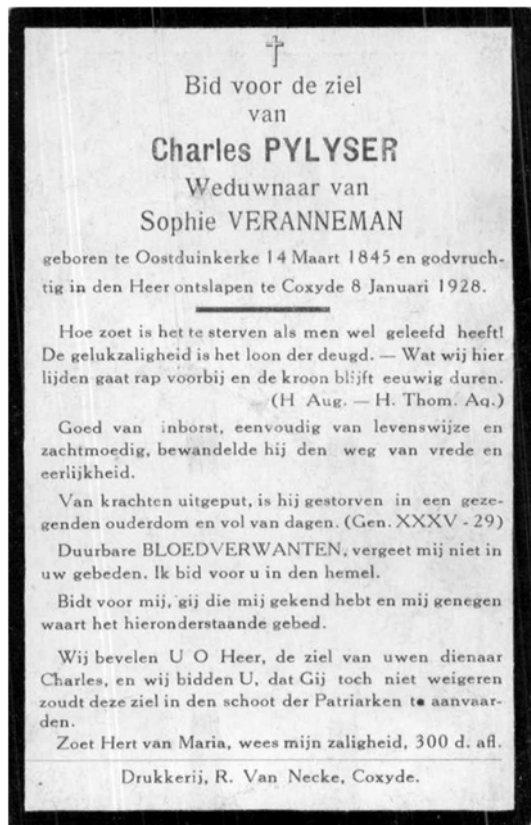 Bid voor de ziel
van
Charles PYLYSER
Weduwnaar van
Sophie VERANNEMAN
geboren te Oostduinkerke 14 Maart 1845 en godvruch-
tig in den Heer ontslapen te Coxyde 8 Januari 1928.
Hoe zoet is het te sterven als men wel geleefd heeft!
De gelukzaligheid is het loon der deugd. — Wat wij hier
lijden gaat rap voorbij en de kroon blijft eeuwig duren.
(H Aug. — H. Thom. Aq.)
Goed van inborst, eenvoudig van levenswijze en
zachtmoedig, bewandelde hij den weg van vrede en
eerlijkheid.
Van krachten uitgeput, is hij gestorven in een geze-
genden ouderdom en vol van dagen. (Gen. XXXV - 29)
Duurbare BLOEDVERWANTEN, vergeet mij niet in
uw gebeden. Ik bid voor u in den hemel.
Bidt voor mij, gij die mij gekend hebt en mij genegen
waart het hieronderstaande gebed.
Wij bevelen U O Heer, de ziel van uwen dienaar
Charles, en wij bidden U, dat Gij toch niet weigeren
zoudt deze ziel in den schoot der Patriarken te aanvaar-
den.
Zoet Hert van Maria, wees mijn zaligheid, 300 d. afl.
Drukkerij, R. Van Necke, Coxyde.